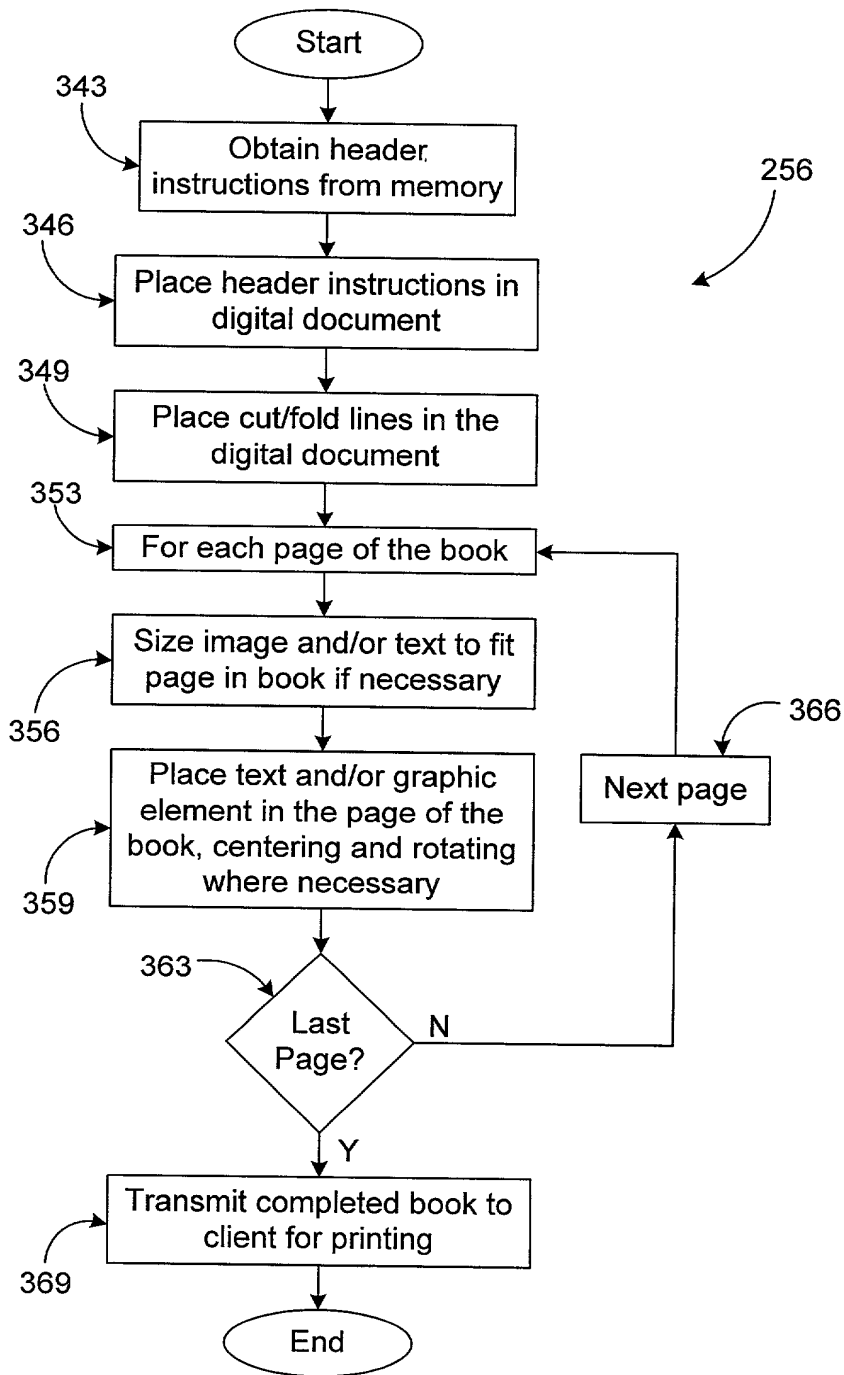 Start
343
Obtain header
instructions from memory
256
346
Place header instructions in
digital document
349
Place cut/fold lines in the
digital document
353
For each page of the book
Size image and/or text to fit
page in book if necessary
356
366
Next page
Place text and/or graphic
element in the page of the
book, centering and rotating
where necessary
359
363
Last
Page?
N
Y
Transmit completed book to
client for printing
369
End